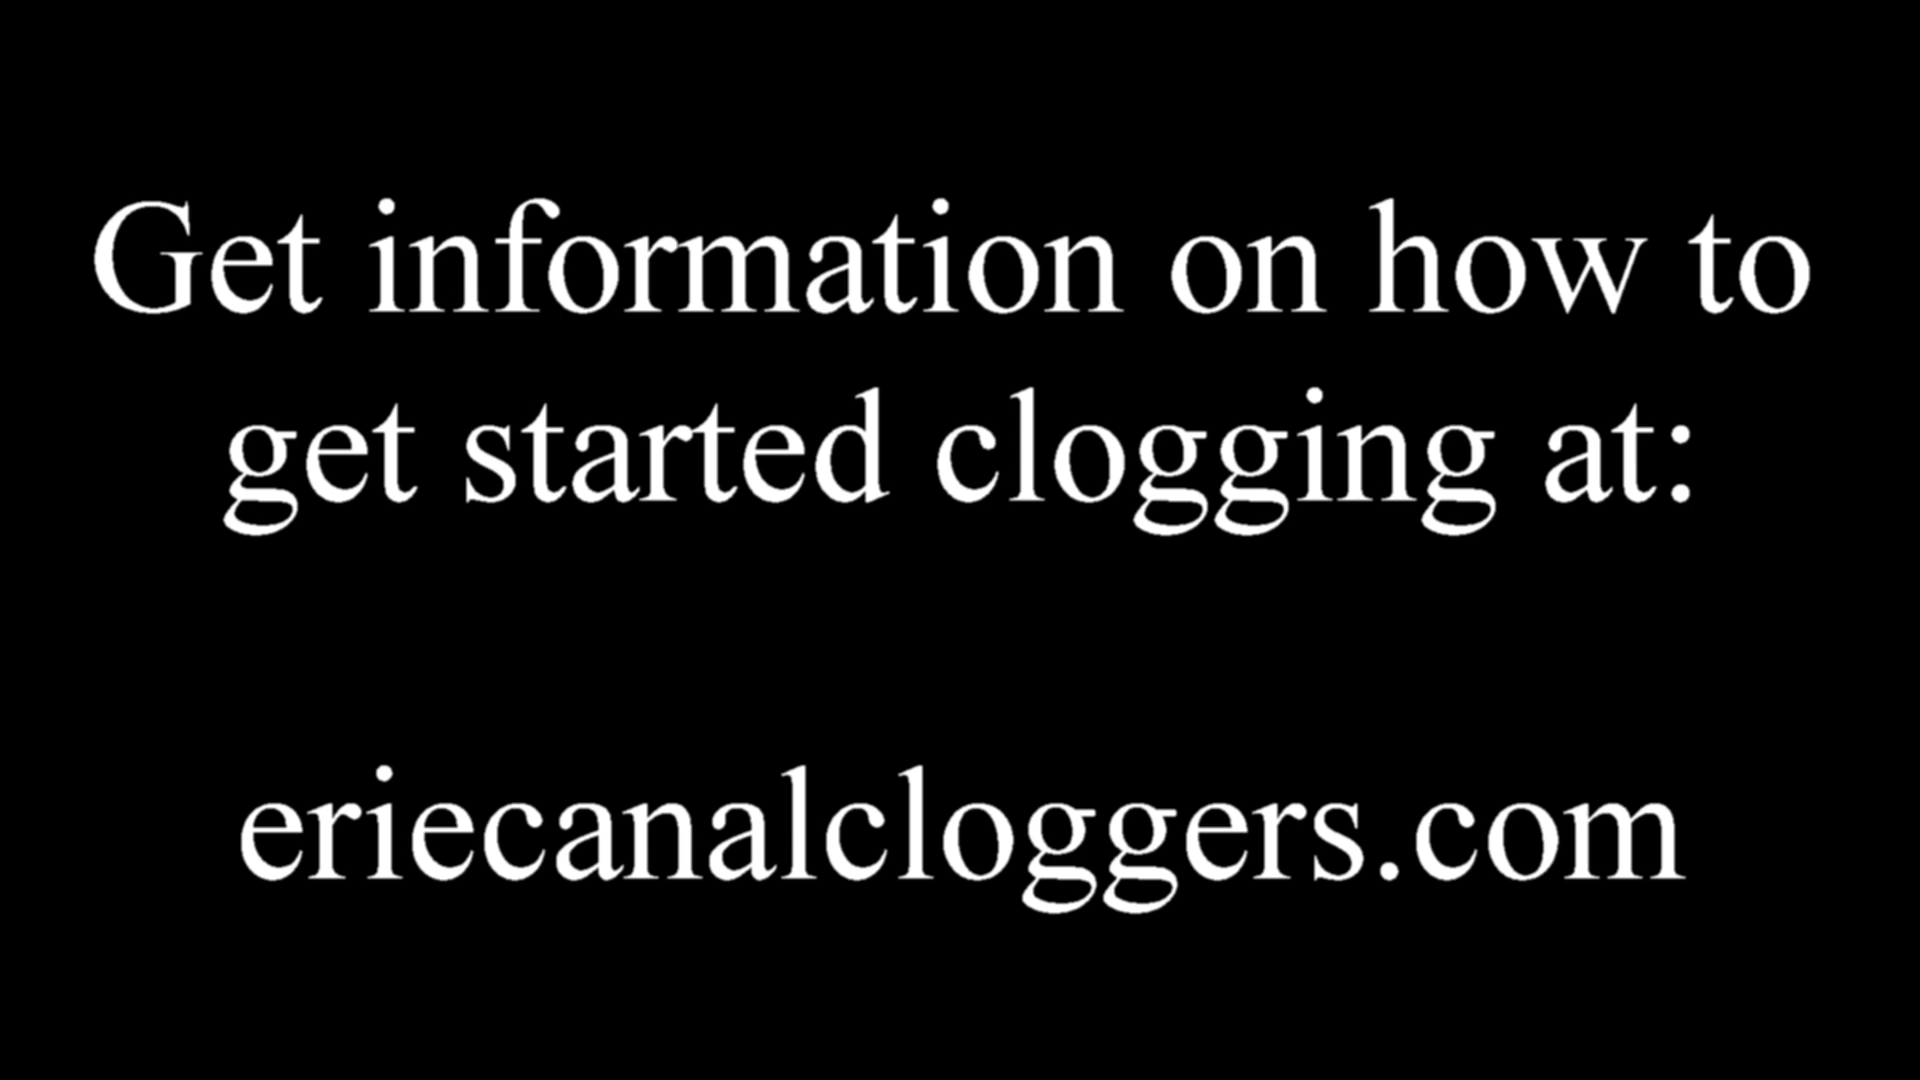 Get information on how to
get started clogging at:
eriecanalcloggers.com